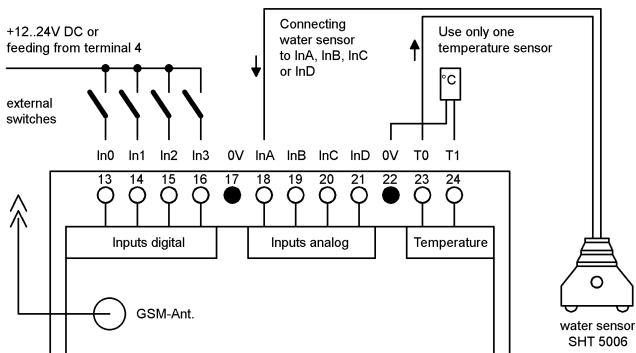 +12..24V DC or
feeding from terminal 4
Connecting
water sensor
to InA, InB, InC
or InD
Use only one
temperature sensor
°C
external
switches
In0 In1 In2 In3 0V InA InB InC InD 0V T0 T1
13 14 15 16 17 18 19 20 21 22 23 24
Inputs digital Inputs analog Temperature
GSM-Ant.
water sensor
SHT 5006